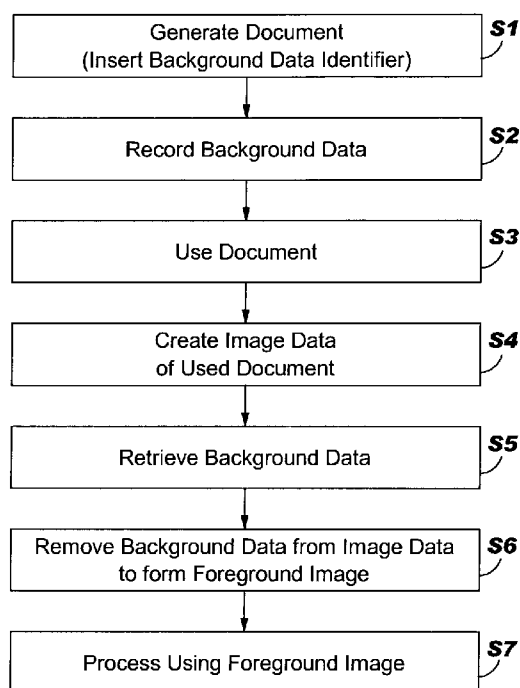 Generate Document
(Insert Background Data Identifier)
S1
Record Background Data
S2
Use Document
S3
Create Image Data
of Used Document
S4
Retrieve Background Data
S5
Remove Background Data from Image Data
to form Foreground Image
S6
Process Using Foreground Image
S7